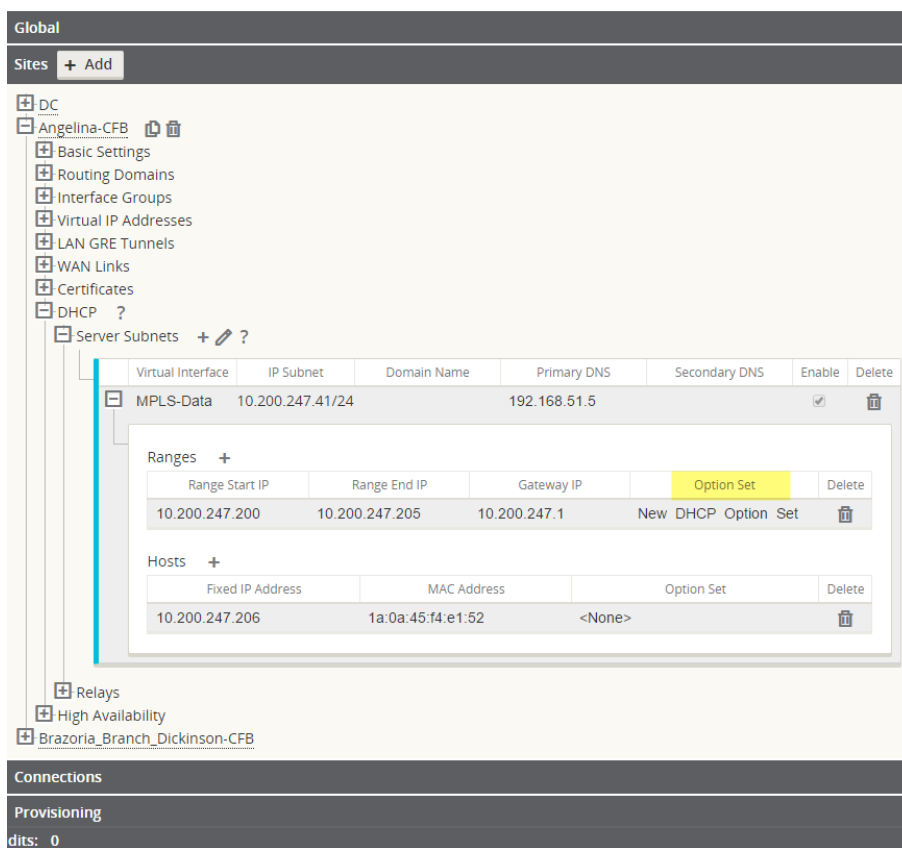 Global
Sites + Add
DC
Angelina-CFB
Basic Settings
Routing Domains
Interface Groups
Virtual IP Addresses
LAN GRE Tunnels
WAN Links
Certificates
DHCP ?
Server Subnets + ?
Virtual Interface IP Subnet Domain Name Primary DNS Secondary DNS Enable Delete
MPLS-Data 10.200.247.41/24 192.168.51.5
Ranges +
Range Start IP Range End IP Gateway IP Option Set Delete
10.200.247.200 10.200.247.205 10.200.247.1 New DHCP Option Set
Hosts +
Fixed IP Address MAC Address Option Set Delete
10.200.247.206 1a:0a:45:f4:e1:52 <None>
Relays
High Availability
Brazoria_Branch_Dickinson-CFB
Connections
Provisioning
dits: 0